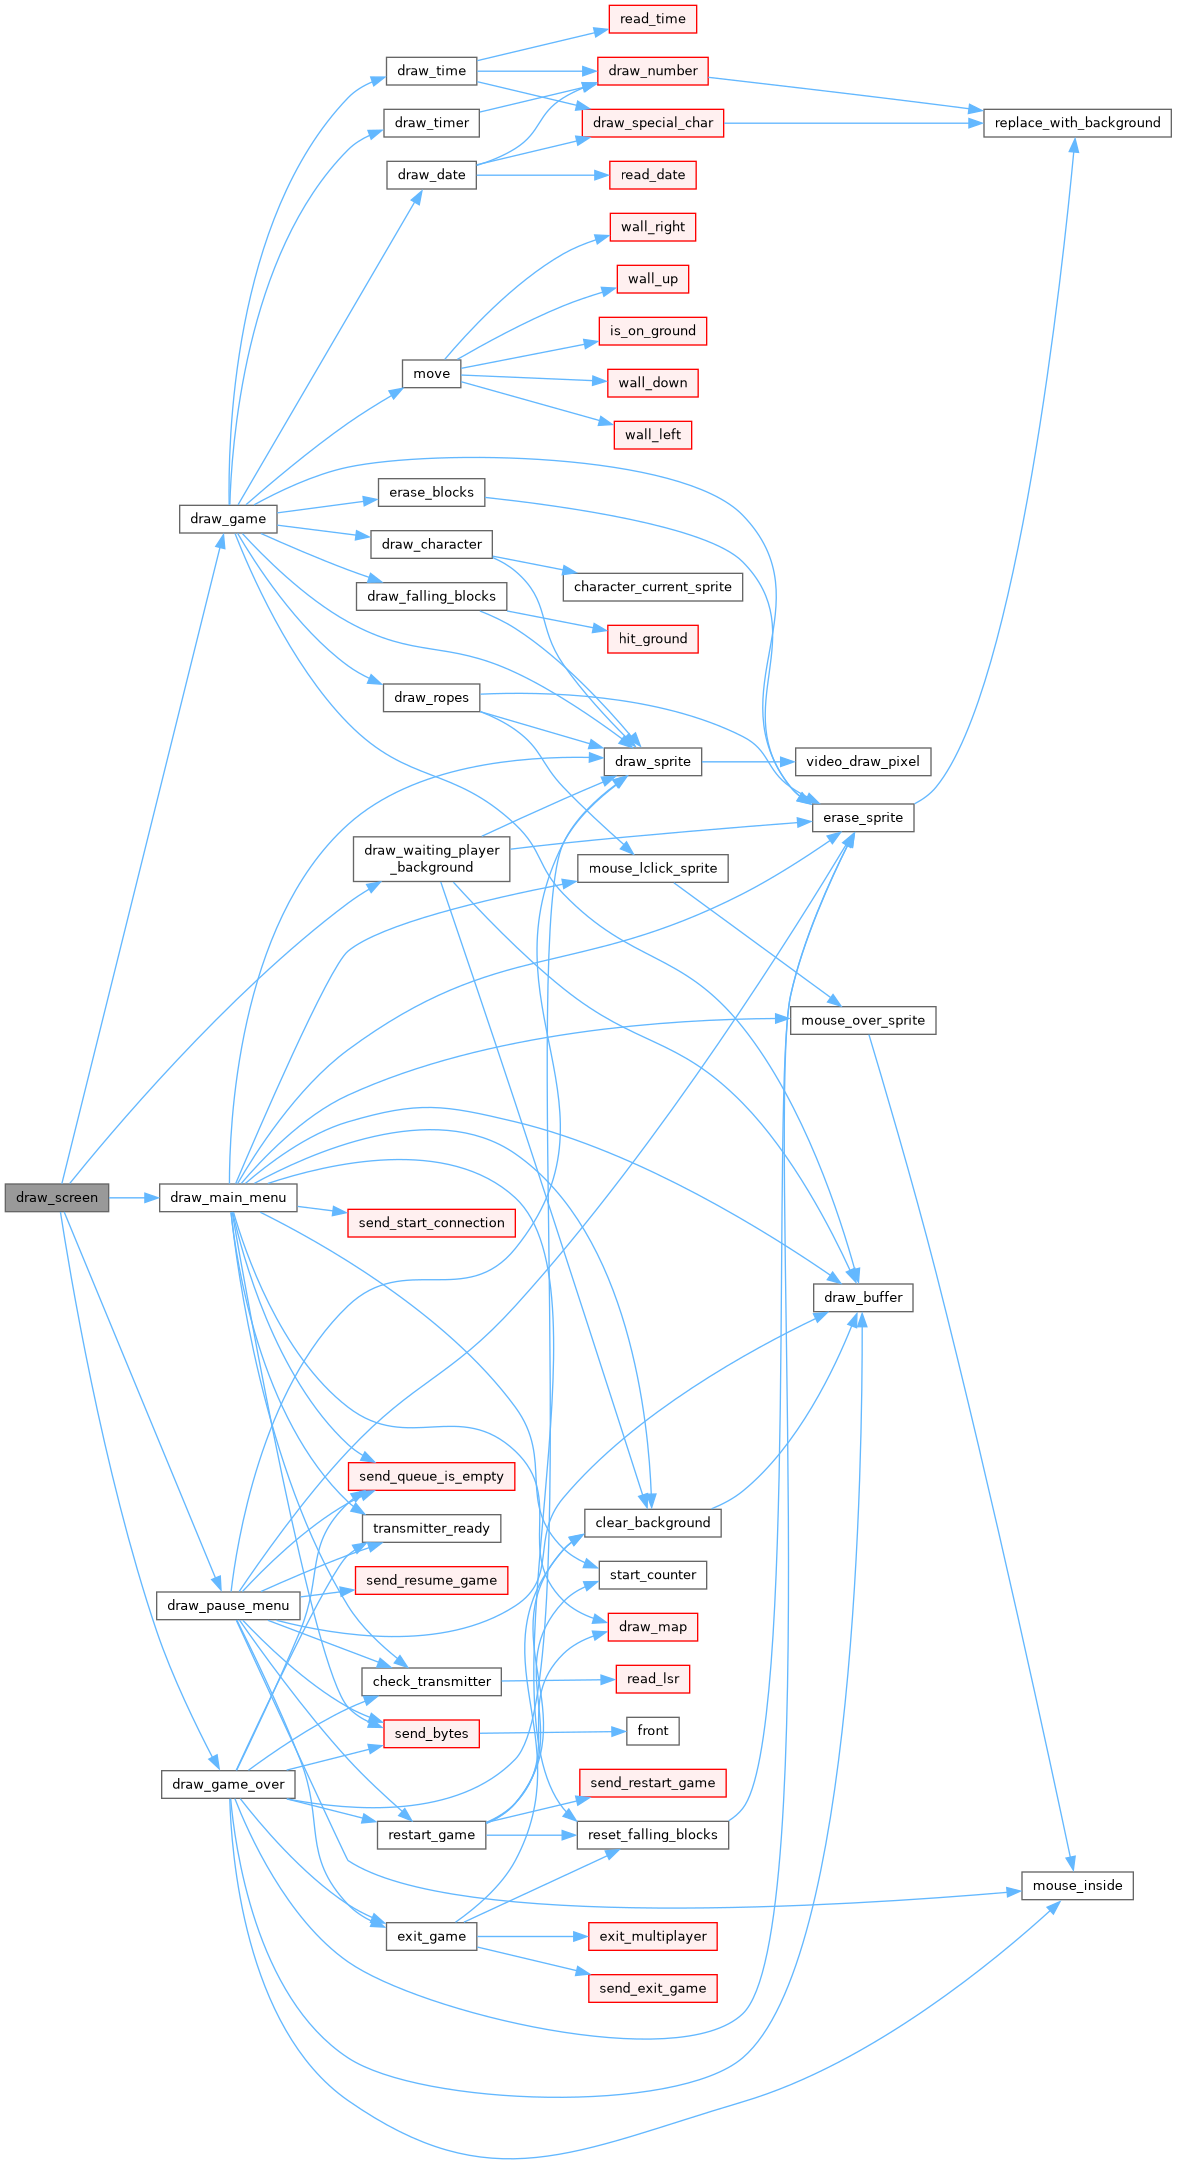 read_time
draw_time
draw_number
draw_timer
draw_special_char
replace_with_background
draw_date
read_date
wall_right
wall_up
is_on_ground
move
wall_down
wall_left
erase_blocks
draw_game
draw_character
character_current_sprite
draw_falling_blocks
hit_ground
draw_ropes
draw_sprite
video_draw_pixel
erase_sprite
draw_waiting_player
_background
mouse_lclick_sprite
mouse_over_sprite
draw_screen
draw_main_menu
send_start_connection
draw_buffer
send_queue_is_empty
clear_background
transmitter_ready
start_counter
send_resume_game
draw_pause_menu
draw_map
check_transmitter
read_lsr
send_bytes
front
draw_game_over
send_restart_game
restart_game
reset_falling_blocks
mouse_inside
exit_game
exit_multiplayer
send_exit_game